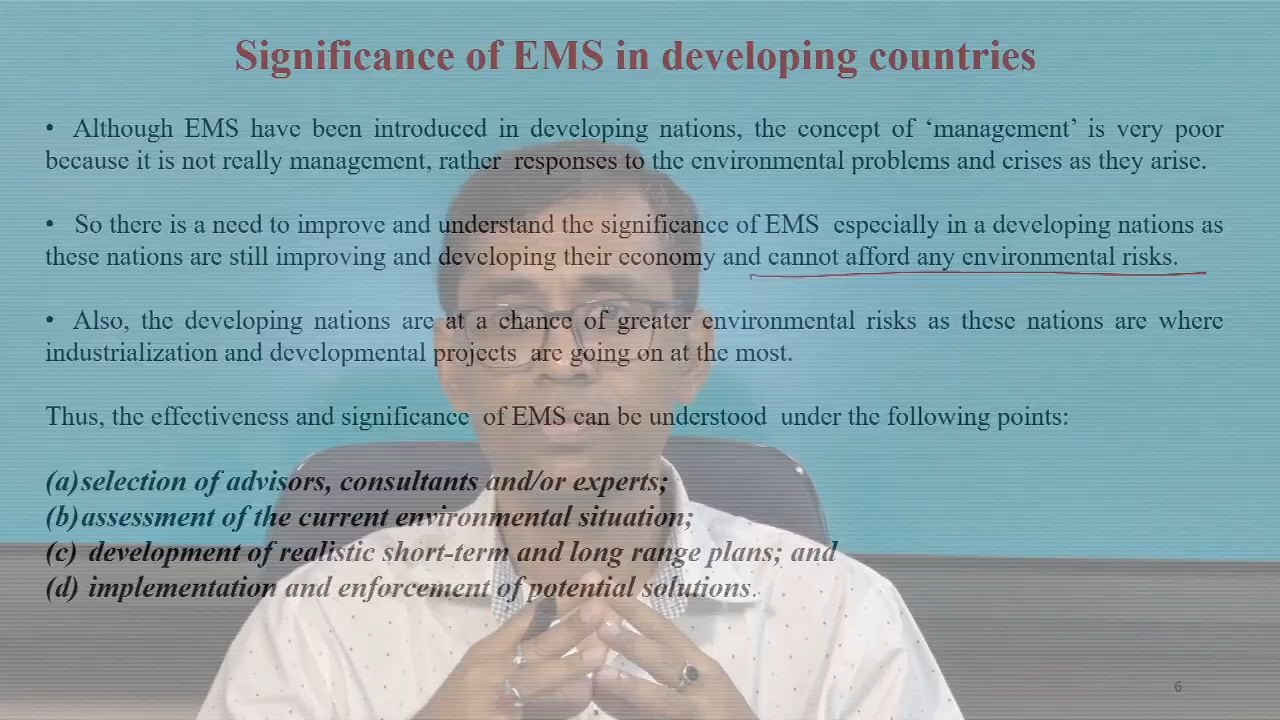 Significance of EMS in developing countries
• Although EMS have been introduced in developing nations, the concept of ‘management’ is very poor
because it is not really management, rather responses to the environmental problems and crises as they arise.
• So there is a need to improve and understand the significance of EMS especially in a developing nations as
these nations are still improving and developing their economy and cannot afford any environmental risks.
• Also, the developing nations are at a chance of greater environmental risks as these nations are where
industrialization and developmental projects are going on at the most.
Thus, the effectiveness and significance of EMS can be understood under the following points:
(a)selection of advisors, consultants and/or experts;
(b)assessment of the current environmental situation;
(c) development of realistic short-term and long range plans; and
(d) implementation and enforcement of potential solutions.
6